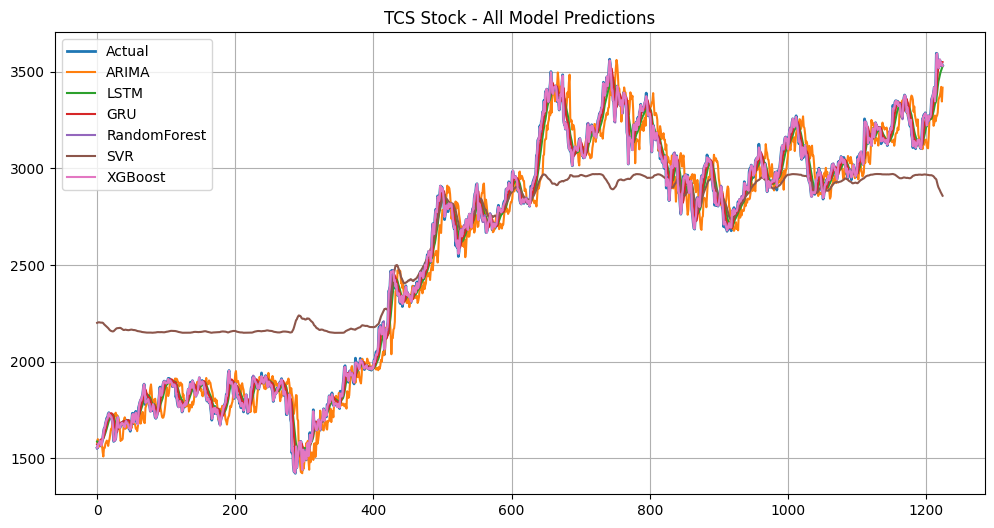 TCS Stock - All Model Predictions
Actual
ARIMA
LSTM
GRU
RandomForest
SVR
XGBoost
3500
3000
2500
2000
1500
0 200 400 600 800 1000 1200